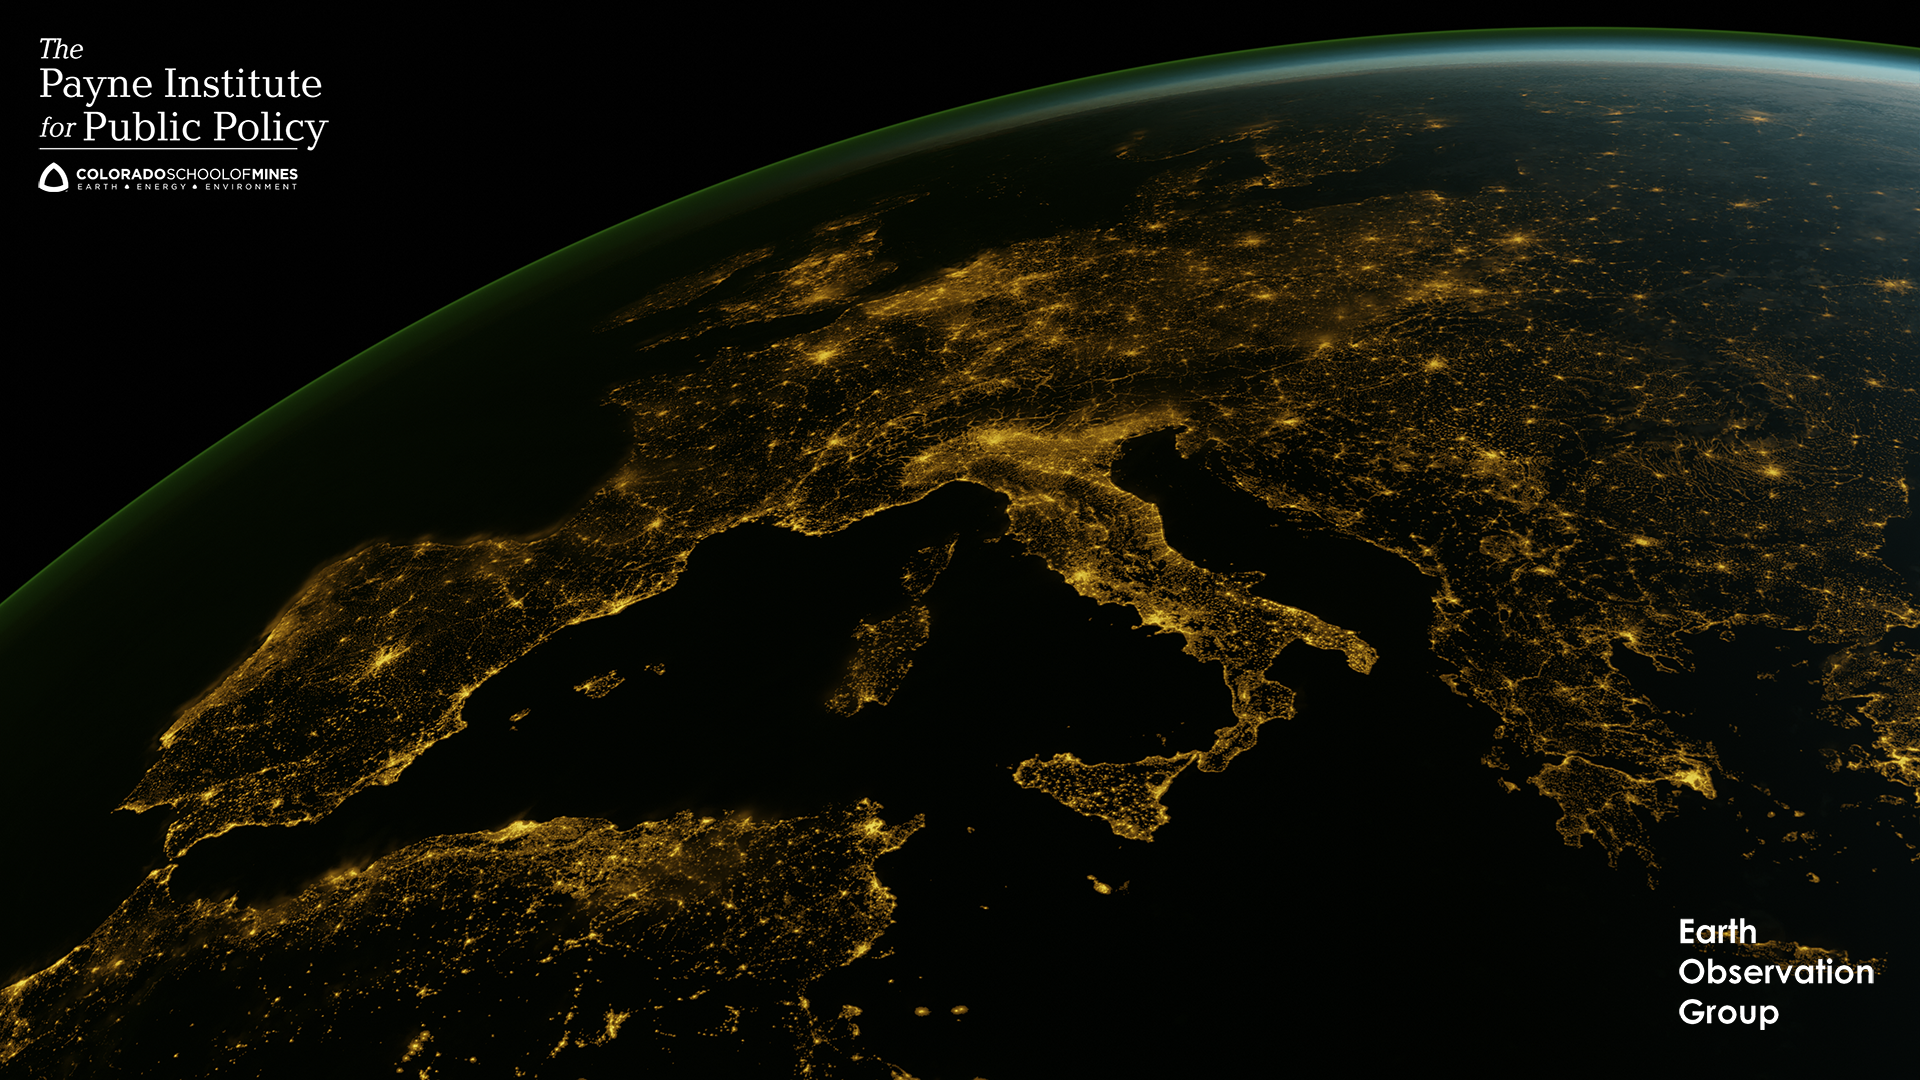 The
Payne Institute
for Public Policy
COLORADOSCHOOLOFMINES
EARTH • ENERGY • ENVIRONMENT
Earth
Observation
Group